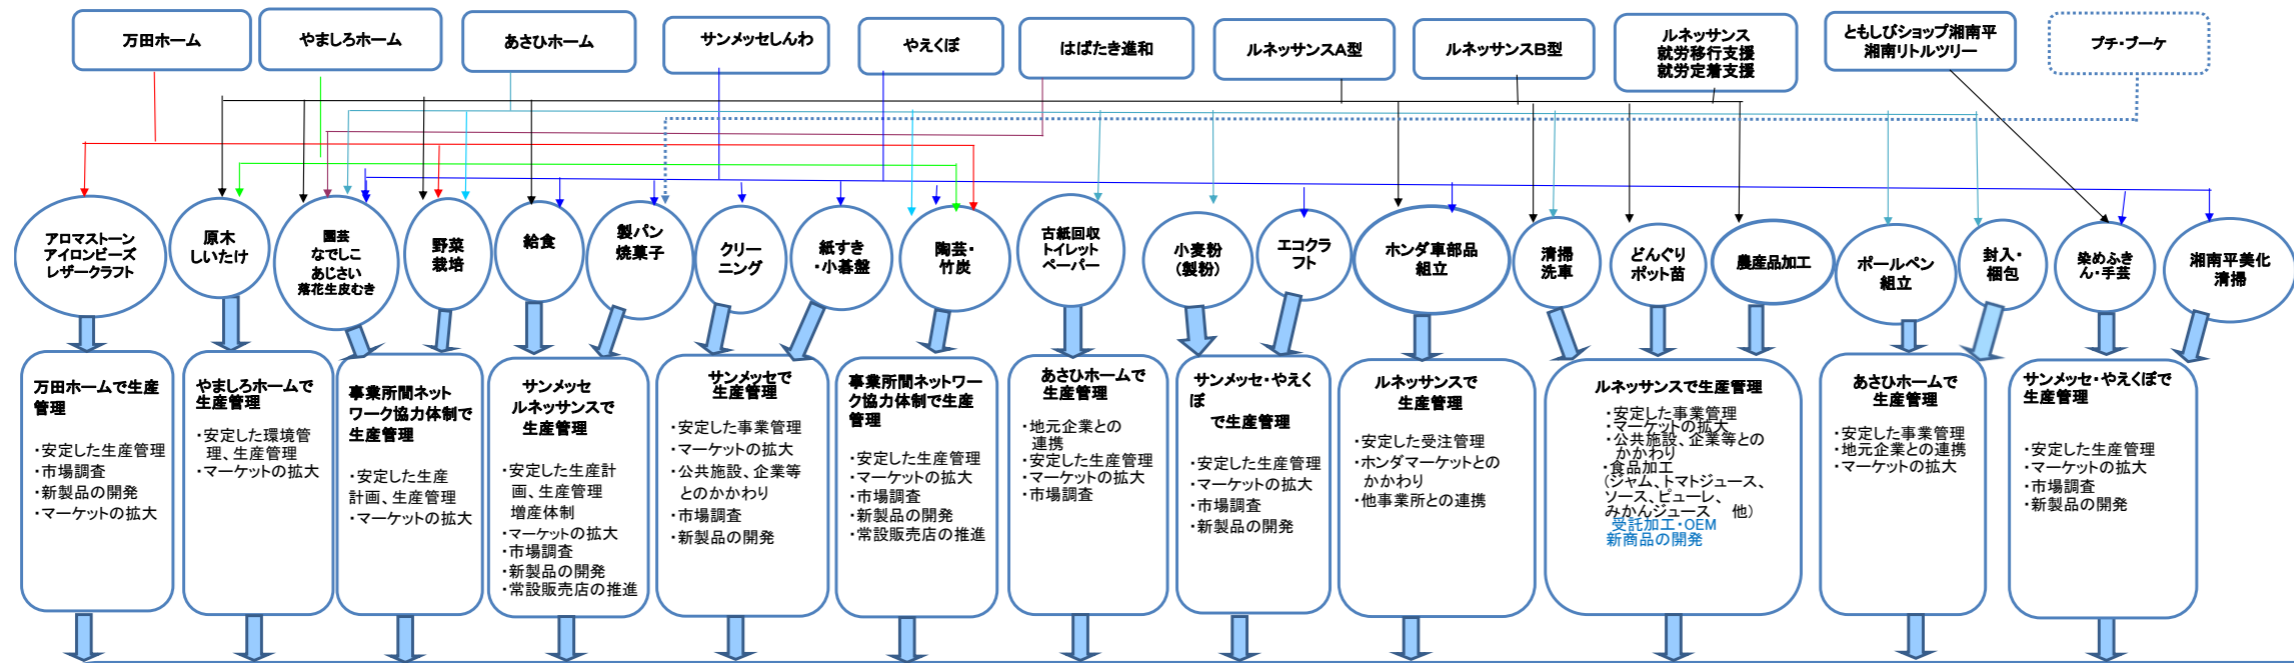 万田ホーム
やましろホーム
あさひホーム
サンメッセしんわ
やえくぼ
はばたき進和
ルネッサンスA型
ルネッサンスB型
ルネッサンス
就労移行支援
就労定着支援
ともしびショップ湘南平
湘南リトルツリー
プチ・ブーケ
アロマストーン
アイロンビーズ
レザークラフト
原木
しいたけ
園芸
なでしこ
あじさい
落花生皮むき
野菜
栽培
給食
製パン
焼菓子
クリー
ニング
紙すき
・小碁盤
陶芸・
竹炭
古紙回収
トイレット
ペーパー
小麦粉
(製粉)
エコクラ
フト
ホンダ車部品
組立
清掃
洗車
どんぐり
ポット苗
農産品加工
ボールペン
組立
封入・
梱包
染めふき
ん・手芸
湘南平美化
清掃
万田ホームで生産
管理
・安定した生産管理
・市場調査
・新製品の開発
・マーケットの拡大
やましろホームで
生産管理
・安定した環境管
理、生産管理
・マーケットの拡大
事業所間ネット
ワーク協力体制で
生産管理
・安定した生産
計画、生産管理
・マーケットの拡大
サンメッセ
ルネッサンスで
生産管理
・安定した生産計
画、生産管理
増産体制
・マーケットの拡大
・市場調査
・新製品の開発
・常設販売店の推進
サンメッセで
生産管理
・安定した事業管理
・マーケットの拡大
・公共施設、企業等
とのかかわり
・市場調査
・新製品の開発
事業所間ネットワー
ク協力体制で生産
管理
・安定した生産管理
・マーケットの拡大
・市場調査
・新製品の開発
・常設販売店の推進
あさひホームで
生産管理
・地元企業との
連携
・安定した生産管理
・マーケットの拡大
・市場調査
サンメッセ・やえく
ぼ
で生産管理
・安定した生産管理
・マーケットの拡大
・市場調査
・新製品の開発
ルネッサンスで
生産管理
・安定した受注管理
・ホンダマーケットとの
かかわり
・他事業所との連携
ルネッサンスで生産管理
・安定した事業管理
・マーケットの拡大
・公共施設、企業等との
かかわり
・食品加工
(ジャム、トマトジュース、
ソース、ピューレ、
みかんジュース 他)
受託加工・OEM
新商品の開発
あさひホームで
生産管理
・安定した事業管理
・地元企業との連携
・マーケットの拡大
サンメッセ・やえくぼで
生産管理
・安定した生産管理
・マーケットの拡大
・市場調査
・新製品の開発